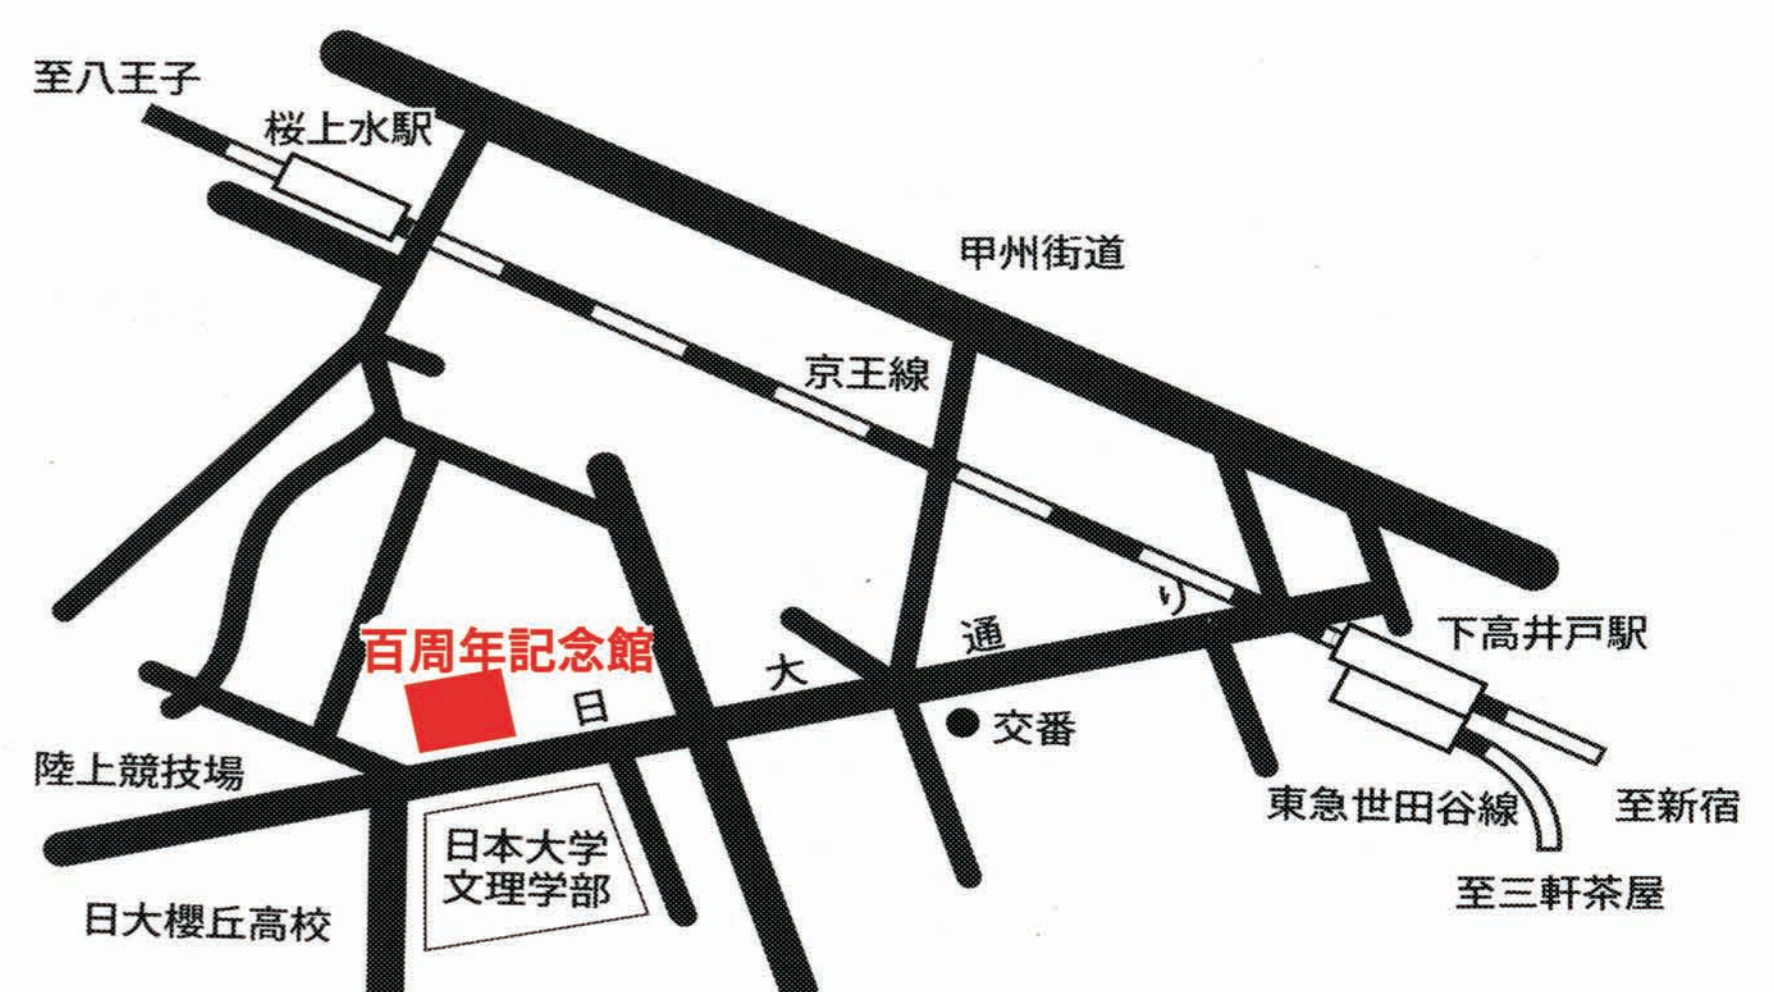 至八王子
桜上水駅
甲州街道
京王線
百周年記念館
日大通り
下高井戸駅
交番
陸上競技場
東急世田谷線
至新宿
日本大学
文理学部
至三軒茶屋
日大櫻丘高校